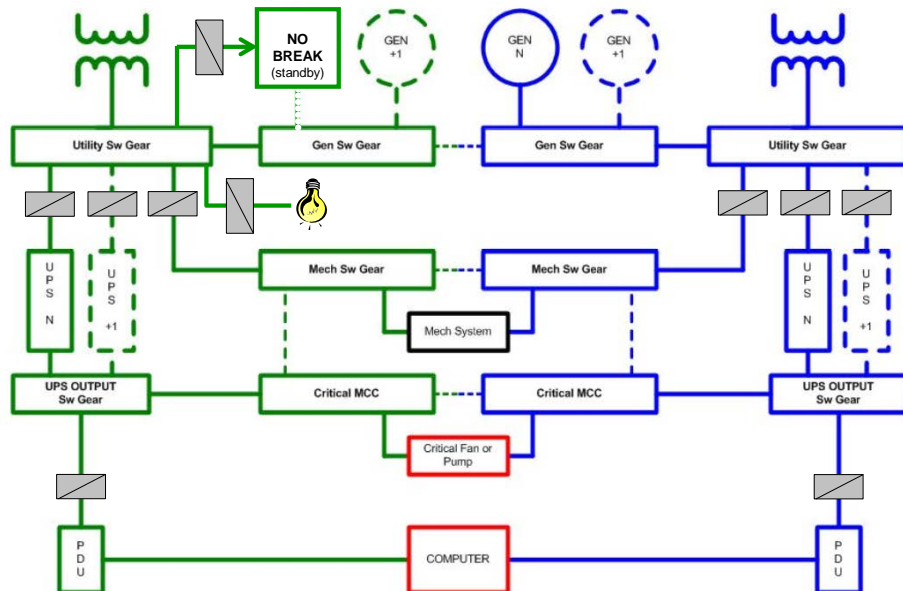 NO
BREAK
(standby)
GEN
+1
GEN
N
GEN
+1
Utility Sw Gear
Gen Sw Gear
Gen Sw Gear
Utility Sw Gear
U
P
S
N
U
P
S
+1
Mech Sw Gear
Mech Sw Gear
U
P
S
N
U
P
S
+1
Mech System
UPS OUTPUT
Sw Gear
Critical MCC
Critical MCC
UPS OUTPUT
Sw Gear
Critical Fan or
Pump
P
D
U
COMPUTER
P
D
U